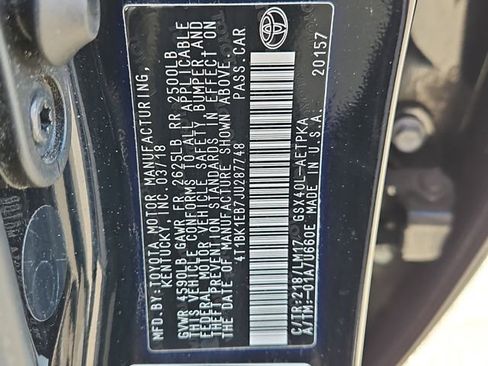 MFD.BY:TOYOTA MOTOR MANUFACTURING,
KENTUCKY, INC. 03/18
GVWR 4590LB GAWR FR 2625LB RR 2500LB
THIS VEHICLE CONFORMS TO ALL APPLICABLE
FEDERAL MOTOR VEHICLE SAFETY, BUMPER AND
THEFT PREVENTION STANDARDS IN EFFECT ON
THE DATE OF MANUFACTURE SHOWN ABOVE.
4T1BK1EB7JU287748 PASS.CAR
C/TR:218/LM17 GSX40L-AETPKA
A/TM:-01A/U660E MADE IN U.S.A.
20157